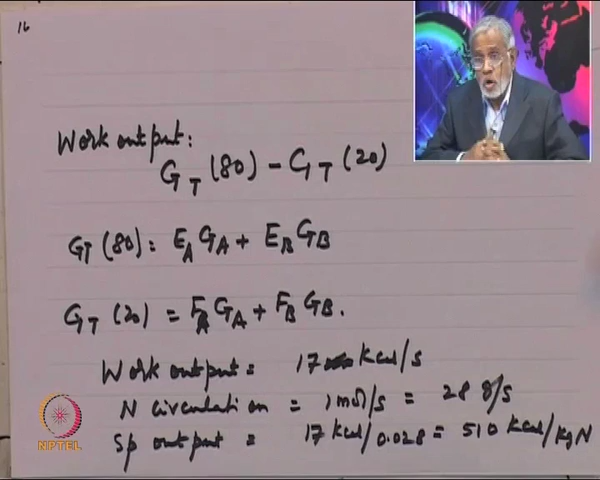 16
Work output:
G_T (80) - G_T (20)
G_T (80): E_A G_A + E_B G_B
G_T (20) = F_A G_A + F_B G_B.
Work output = 17 kcal/s
N circulation = 1 mol/s = 28 g/s
Sp output = 17 kcal/0.028 = 510 kcal/kg N
NPTEL